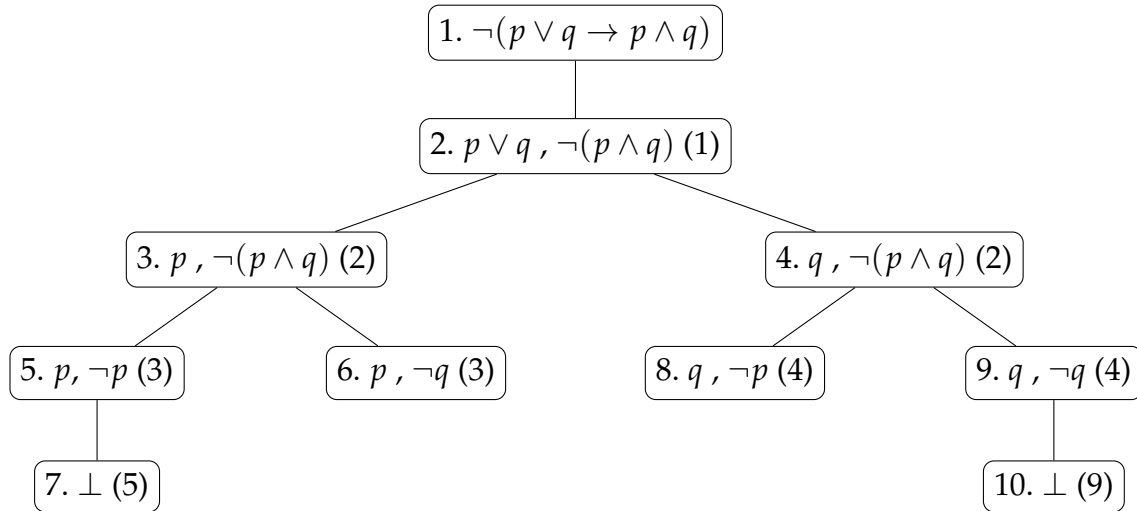 1. ¬(p ∨ q → p ∧ q)
2. p ∨ q , ¬(p ∧ q) (1)
3. p , ¬(p ∧ q) (2)
4. q , ¬(p ∧ q) (2)
5. p, ¬p (3)
6. p , ¬q (3)
8. q , ¬p (4)
9. q , ¬q (4)
7. ⊥ (5)
10. ⊥ (9)